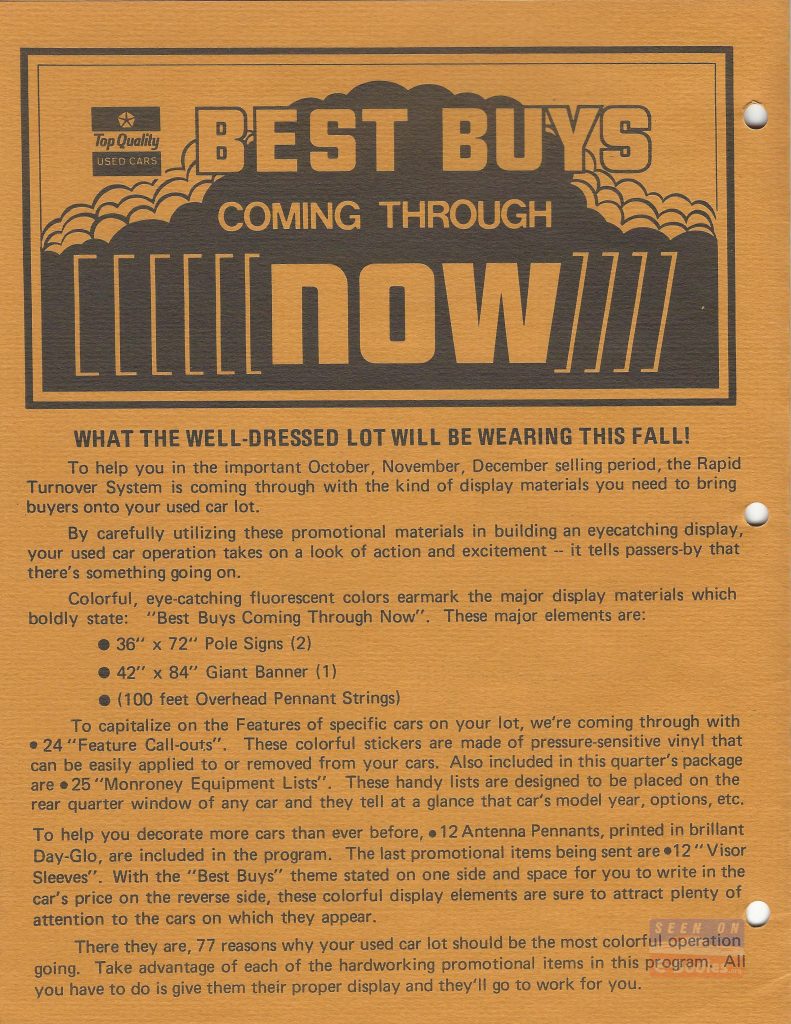 Top Quality
USED CARS
BEST BUYS
COMING THROUGH
NOW
WHAT THE WELL-DRESSED LOT WILL BE WEARING THIS FALL!
To help you in the important October, November, December selling period, the Rapid
Turnover System is coming through with the kind of display materials you need to bring
buyers onto your used car lot.
By carefully utilizing these promotional materials in building an eyecatching display,
your used car operation takes on a look of action and excitement -- it tells passers-by that
there's something going on.
Colorful, eye-catching fluorescent colors earmark the major display materials which
boldly state: "Best Buys Coming Through Now". These major elements are:
● 36" x 72" Pole Signs (2)
● 42" x 84" Giant Banner (1)
● (100 feet Overhead Pennant Strings)
To capitalize on the Features of specific cars on your lot, we're coming through with
● 24 "Feature Call-outs". These colorful stickers are made of pressure-sensitive vinyl that
can be easily applied to or removed from your cars. Also included in this quarter's package
are ● 25 "Monroney Equipment Lists". These handy lists are designed to be placed on the
rear quarter window of any car and they tell at a glance that car's model year, options, etc.
To help you decorate more cars than ever before, ● 12 Antenna Pennants, printed in brillant
Day-Glo, are included in the program. The last promotional items being sent are ● 12 "Visor
Sleeves". With the "Best Buys" theme stated on one side and space for you to write in the
car's price on the reverse side, these colorful display elements are sure to attract plenty of
attention to the cars on which they appear.
There they are, 77 reasons why your used car lot should be the most colorful operation
going. Take advantage of each of the hardworking promotional items in this program. All
you have to do is give them their proper display and they'll go to work for you.
SEEN ON